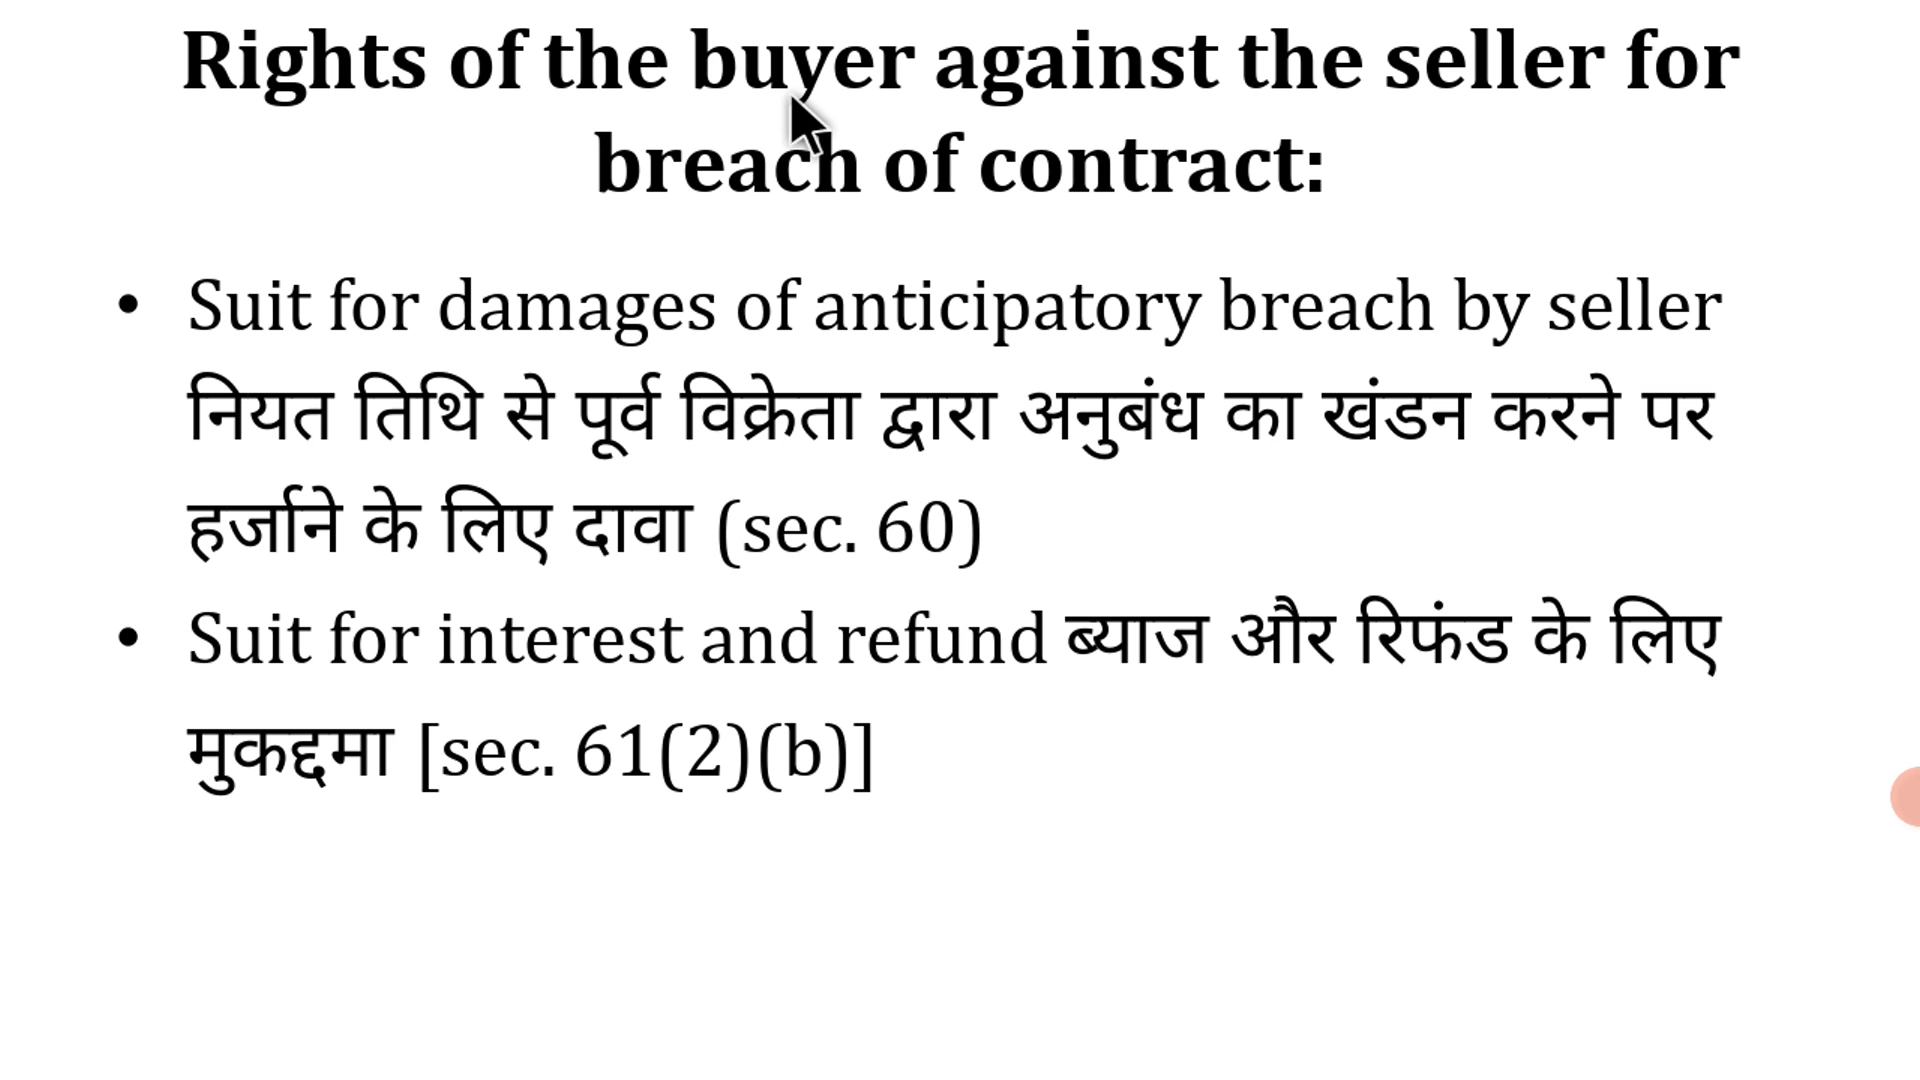 Rights of the buyer against the seller for
breach of contract:
• Suit for damages of anticipatory breach by seller
नियत तिथि से पूर्व विक्रेता द्वारा अनुबंध का खंडन करने पर
हर्जाने के लिए दावा (sec. 60)
• Suit for interest and refund ब्याज और रिफंड के लिए
मुकद्दमा [sec. 61(2)(b)]